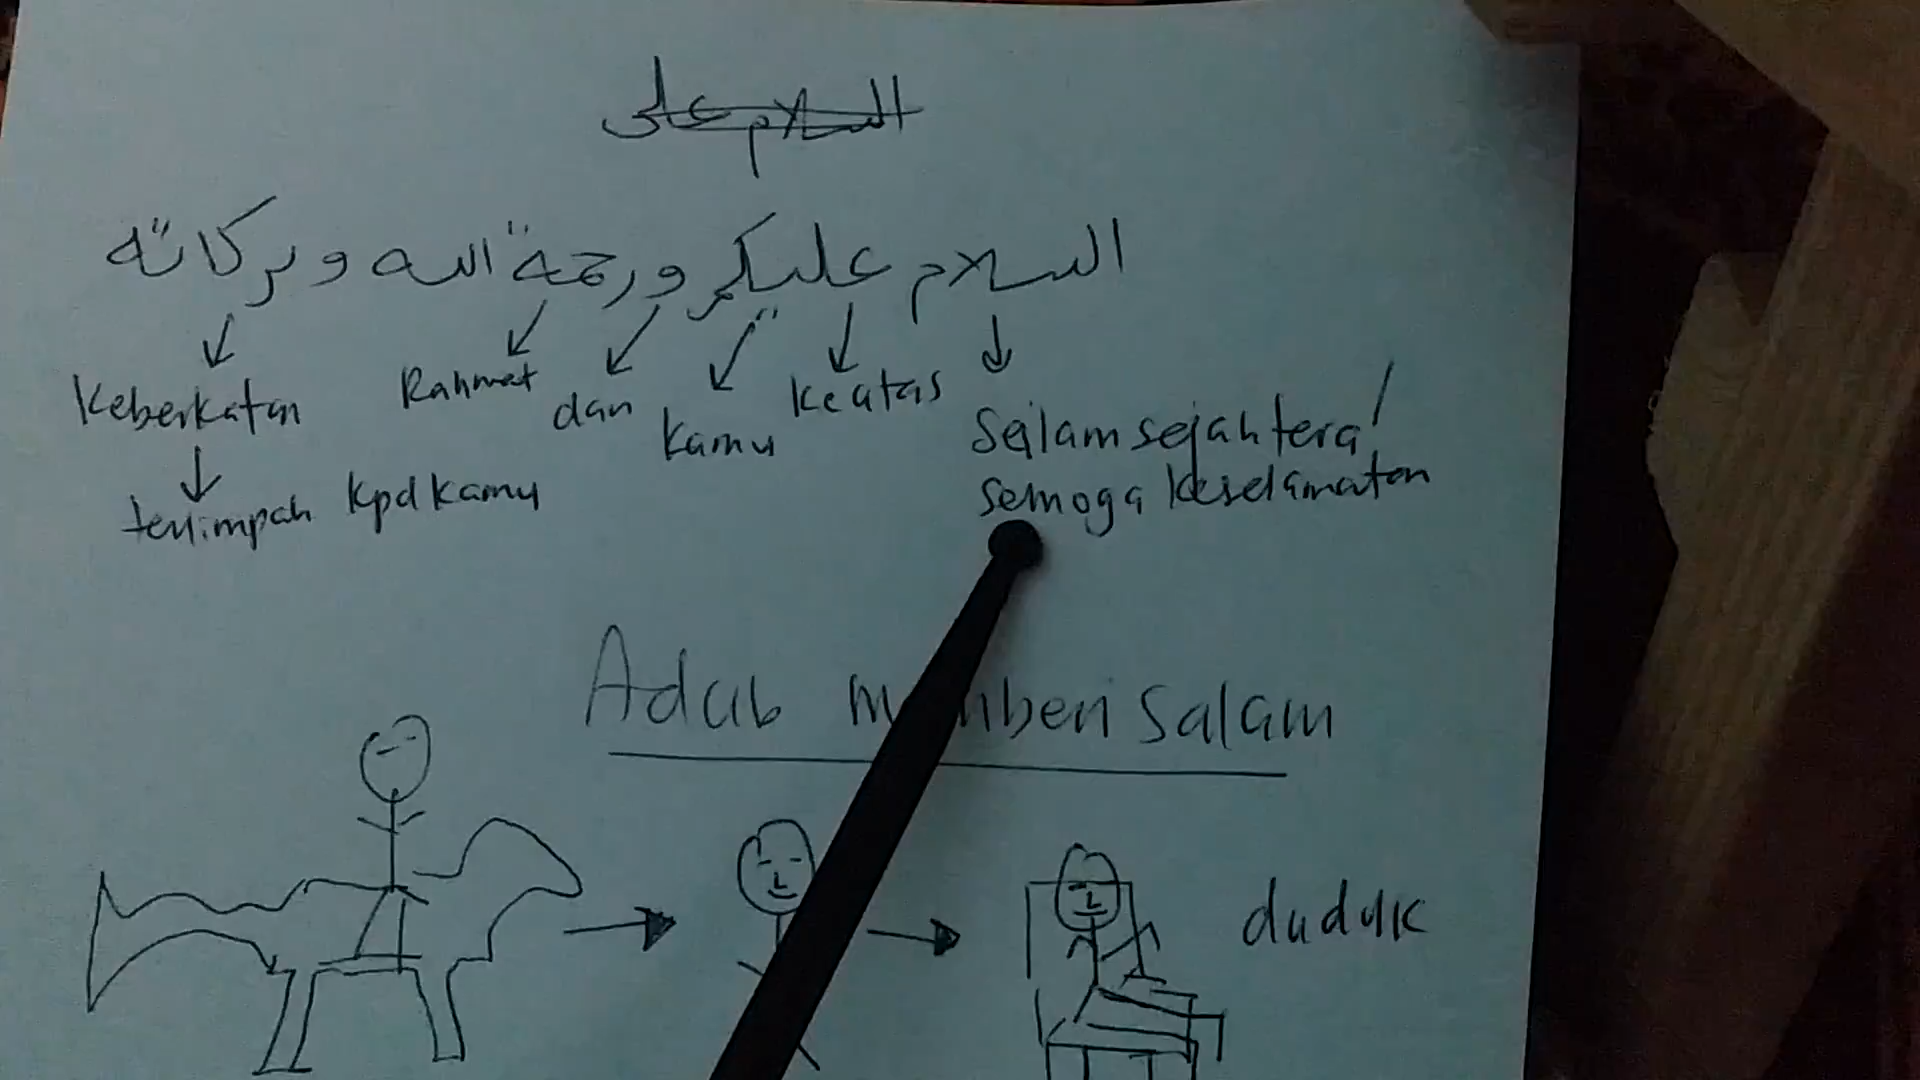 السلام على
السلام عليكم ورحمة الله وبركاته
Keberkatan Rahmat dan kamu keatas Salam sejahtera/
terlimpah kpd kamu semoga keselamatan
Adab memberi salam
duduk